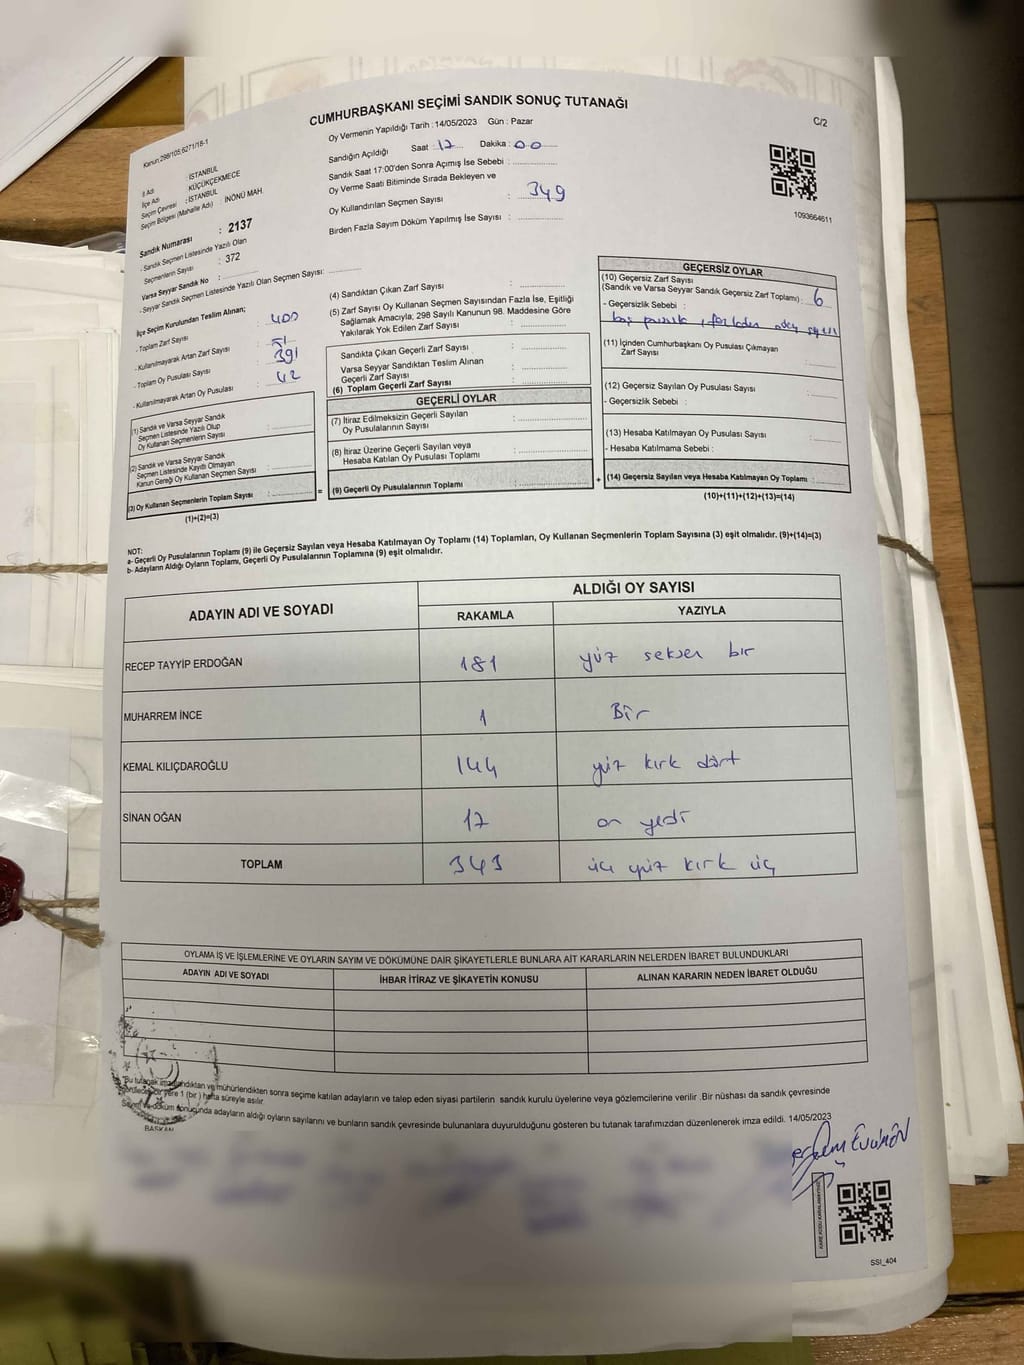 CUMHURBAŞKANI SEÇİMİ SANDIK SONUÇ TUTANAĞI
C/2
Kanun:298/105;6271/18-1
Oy Vermenin Yapıldığı Tarih : 14/05/2023 Gün : Pazar
Sandığın Açıldığı Saat : 17 Dakika : 00
Sandık Saat 17:00'den Sonra Açımış İse Sebebi :
Oy Verme Saati Bitiminde Sırada Bekleyen ve
Oy Kullandırılan Seçmen Sayısı : 349
Birden Fazla Sayım Döküm Yapılmış İse Sayısı :
1093664611
İl Adı : İSTANBUL
İlçe Adı : KÜÇÜKÇEKMECE
Seçim Çevresi : İSTANBUL
Seçim Bölgesi (Mahalle Adı) : İNÖNÜ MAH.
Sandık Numarası : 2137
- Sandık Seçmen Listesinde Yazılı Olan
Seçmenlerin Sayısı : 372
Varsa Seyyar Sandık No :
- Seyyar Sandık Seçmen Listesinde Yazılı Olan Seçmen Sayısı:
İlçe Seçim Kurulundan Teslim Alınan;
- Toplam Zarf Sayısı : 400
- Kullanılmayarak Artan Zarf Sayısı : 51
- Toplam Oy Pusulası Sayısı : 391
- Kullanılmayarak Artan Oy Pusulası : 42
(1) Sandık ve Varsa Seyyar Sandık
Seçmen Listesinde Yazılı Olup
Oy Kullanan Seçmenlerin Sayısı :
(2) Sandık ve Varsa Seyyar Sandık
Seçmen Listesinde Kayıtlı Olmayan
Kanun Gereği Oy Kullanan Seçmen Sayısı :
(3) Oy Kullanan Seçmenlerin Toplam Sayısı :
(1)+(2)=(3)
=
(4) Sandıktan Çıkan Zarf Sayısı :
(5) Zarf Sayısı Oy Kullanan Seçmen Sayısından Fazla İse, Eşitliği
Sağlamak Amacıyla; 298 Sayılı Kanunun 98. Maddesine Göre
Yakılarak Yok Edilen Zarf Sayısı :
Sandıkta Çıkan Geçerli Zarf Sayısı :
Varsa Seyyar Sandıktan Teslim Alınan
Geçerli Zarf Sayısı :
(6) Toplam Geçerli Zarf Sayısı :
GEÇERLİ OYLAR
(7) İtiraz Edilmeksizin Geçerli Sayılan
Oy Pusulasının Sayısı :
(8) İtiraz Üzerine Geçerli Sayılan veya
Hesaba Katılan Oy Pusulası Toplamı :
(9) Geçerli Oy Pusulalarının Toplamı :
+
GEÇERSİZ OYLAR
(10) Geçersiz Zarf Sayısı
(Sandık ve Varsa Seyyar Sandık Geçersiz Zarf Toplamı) : 6
- Geçersizlik Sebebi :
boş pusula
(11) İçinden Cumhurbaşkanı Oy Pusulası Çıkmayan
Zarf Sayısı :
(12) Geçersiz Sayılan Oy Pusulası Sayısı :
- Geçersizlik Sebebi :
(13) Hesaba Katılmayan Oy Pusulası Sayısı :
- Hesaba Katılmama Sebebi :
(14) Geçersiz Sayılan veya Hesaba Katılmayan Oy Toplamı :
(10)+(11)+(12)+(13)=(14)
NOT:
a- Geçerli Oy Pusulalarının Toplamı (9) ile Geçersiz Sayılan veya Hesaba Katılmayan Oy Toplamı (14) Toplamları, Oy Kullanan Seçmenlerin Toplam Sayısına (3) eşit olmalıdır. (9)+(14)=(3)
b- Adayların Aldığı Oyların Toplamı, Geçerli Oy Pusulalarının Toplamına (9) eşit olmalıdır.
ADAYIN ADI VE SOYADI
ALDIĞI OY SAYISI
RAKAMLA YAZIYLA
RECEP TAYYİP ERDOĞAN 181 yüz seksen bir
MUHARREM İNCE 1 Bir
KEMAL KILIÇDAROĞLU 144 yüz kırk dört
SİNAN OĞAN 17 on yedi
TOPLAM 343 üç yüz kırk üç
OYLAMA İŞ VE İŞLEMLERİNE VE OYLARIN SAYIM VE DÖKÜMÜNE DAİR ŞİKAYETLERLE BUNLARA AİT KARARLARIN NELERDEN İBARET BULUNDUKLARI
ADAYIN ADI VE SOYADI İHBAR İTİRAZ VE ŞİKAYETİN KONUSU ALINAN KARARIN NEDEN İBARET OLDUĞU
Bu tutanak imzalandıktan ve mühürlendikten sonra seçime katılan adayların ve talep eden siyasi partilerin sandık kurulu üyelerine veya gözlemcilerine verilir .Bir nüshası da sandık çevresinde
bir yere 1 (bir ) hafta süreyle asılır.
Sayım ve döküm sonucunda adayların aldığı oyların sayılarını ve bunların sandık çevresinde bulunanlara duyurulduğunu gösteren bu tutanak tarafımızdan düzenlenerek imza edildi. 14/05/2023
BAŞKAN
SSI_404